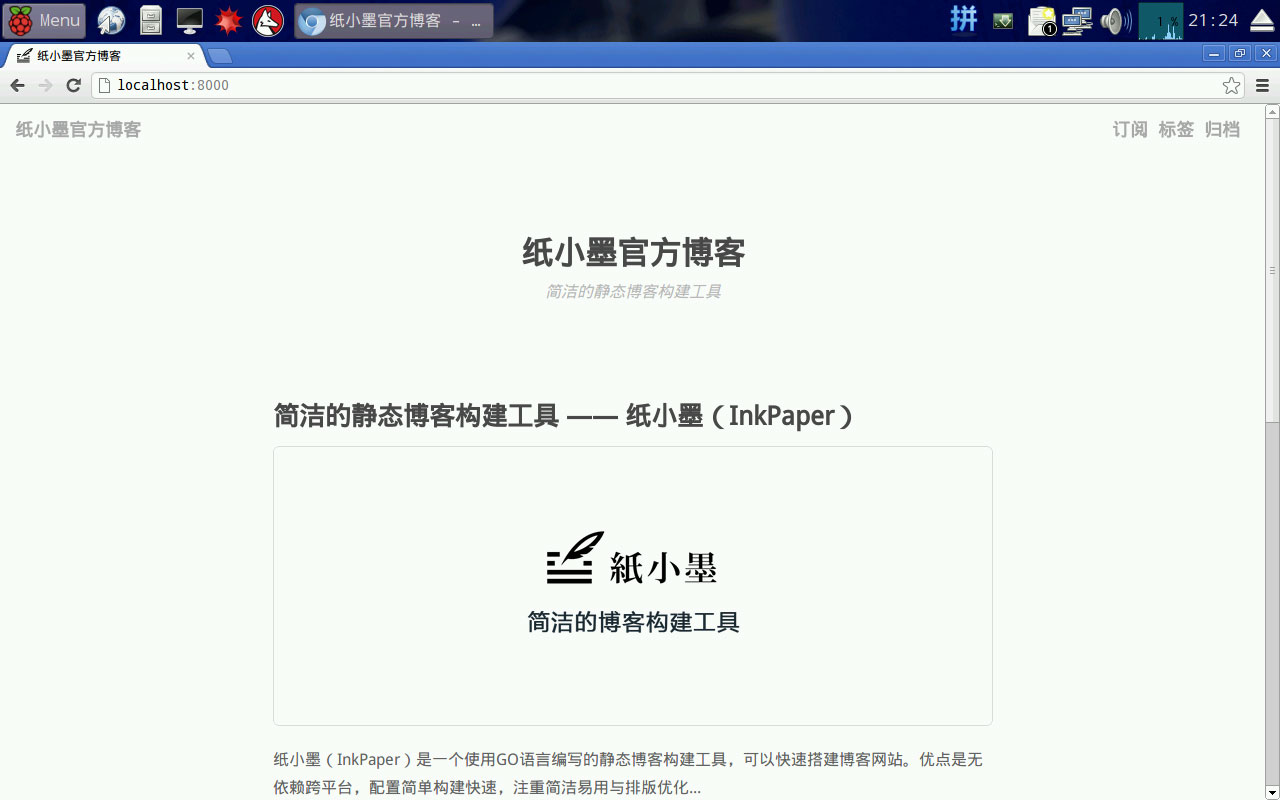 Menu
纸小墨官方博客 - ...
拼
1
1 %
21:24
纸小墨官方博客
localhost:8000
纸小墨官方博客
订阅 标签 归档
纸小墨官方博客
简洁的静态博客构建工具
简洁的静态博客构建工具 —— 纸小墨（InkPaper）
紙小墨
简洁的博客构建工具
纸小墨（InkPaper）是一个使用GO语言编写的静态博客构建工具，可以快速搭建博客网站。优点是无
依赖跨平台，配置简单构建快速，注重简洁易用与排版优化...